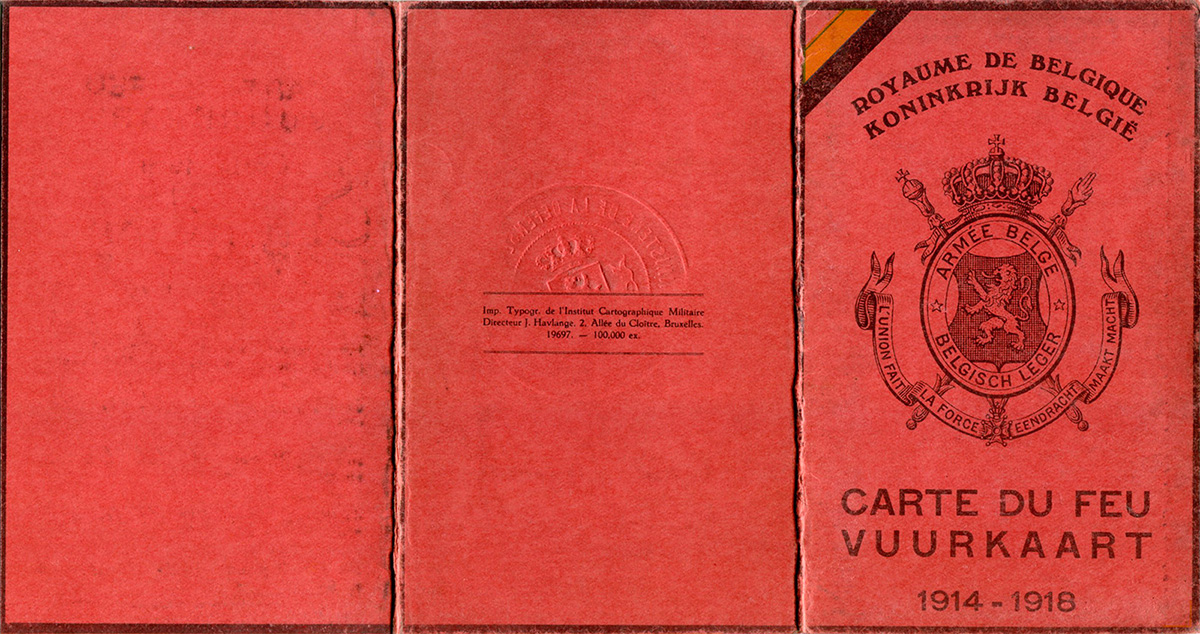 Imp. Typogr. de l'Institut Cartographique Militaire
Directeur J. Havlange. 2, Allée du Cloître, Bruxelles.
19697. — 100,000 ex.
ROYAUME DE BELGIQUE
KONINKRIJK BELGIË
ARMÉE BELGE
BELGISCH LEGER
L'UNION FAIT LA FORCE
EENDRACHT MAAKT MACHT
CARTE DU FEU
VUURKAART
1914 - 1918